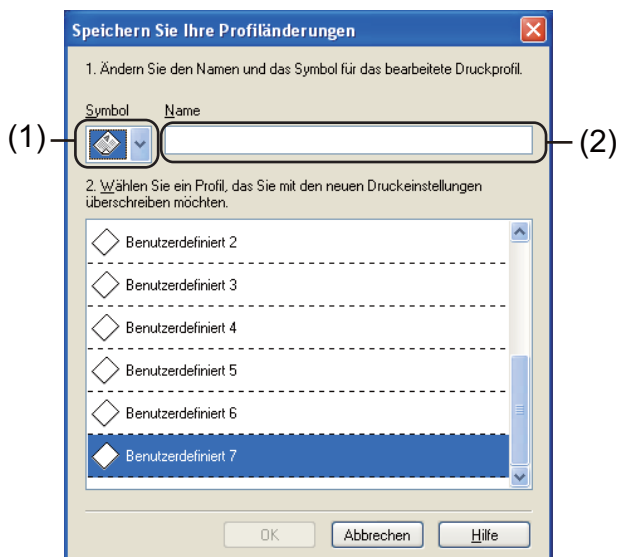 Speichern Sie Ihre Profiländerungen
1. Ändern Sie den Namen und das Symbol für das bearbeitete Druckprofil.
Symbol Name
(1)
(2)
2. Wählen Sie ein Profil, das Sie mit den neuen Druckeinstellungen
überschreiben möchten.
Benutzerdefiniert 2
Benutzerdefiniert 3
Benutzerdefiniert 4
Benutzerdefiniert 5
Benutzerdefiniert 6
Benutzerdefiniert 7
OK Abbrechen Hilfe